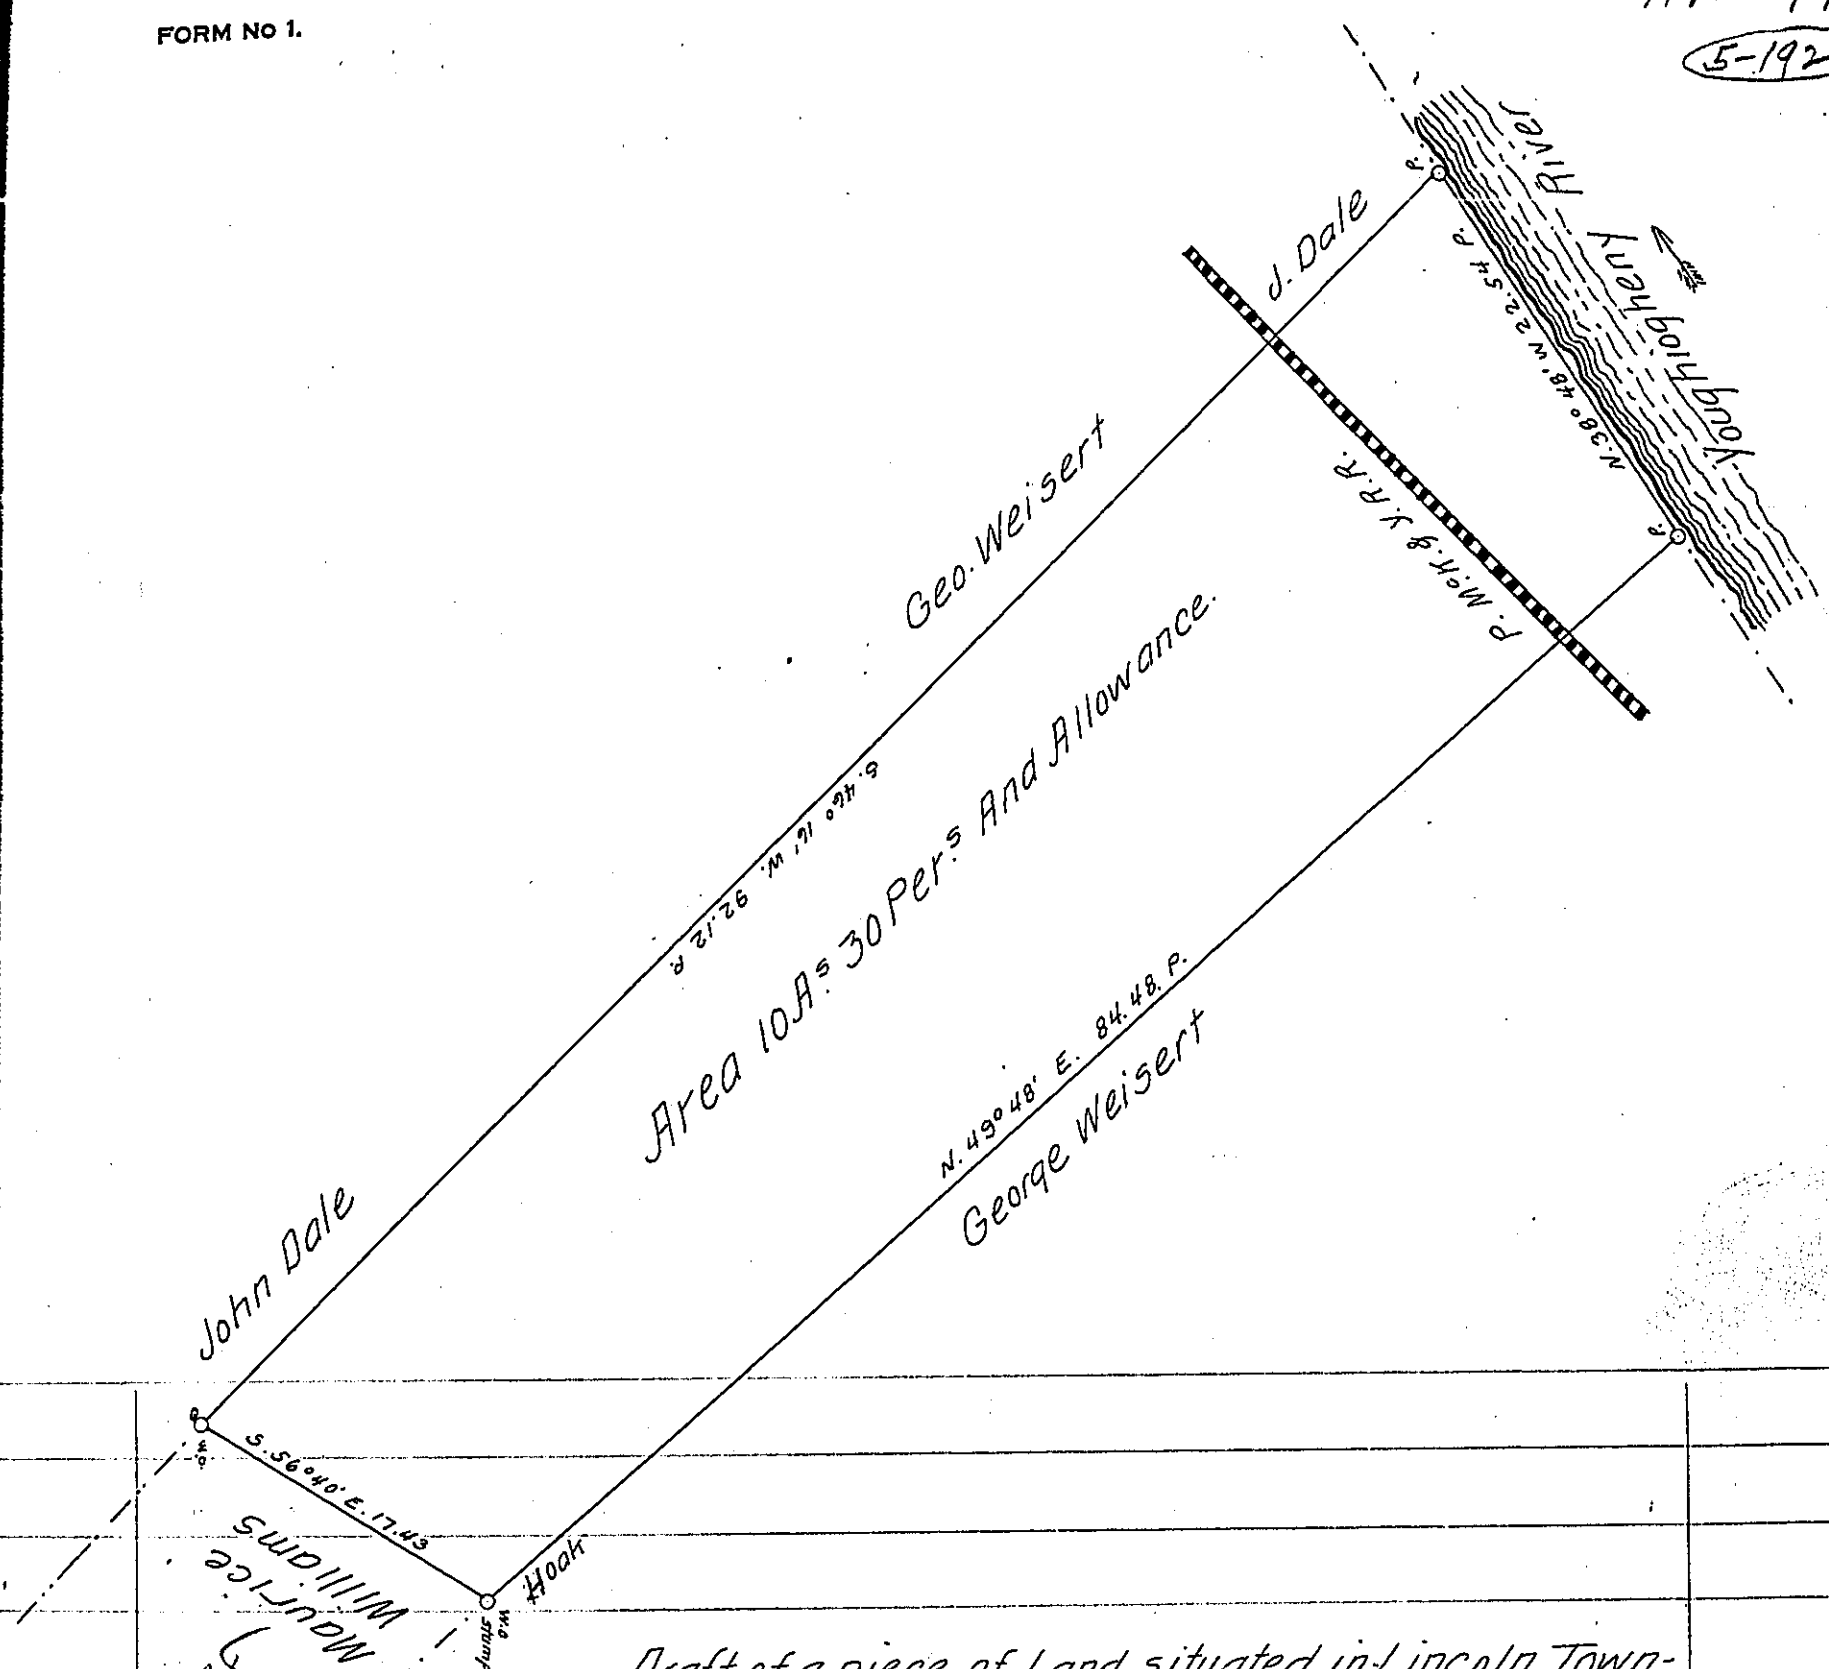 FORM No 1.
5-192
River
Youghiogheny
J. Dale
P.
N. 38° 48' W 22.54 P.
P.
P. McK. & Y. R.R.
Geo. Weisert
S. 46° 16' W. 92.12 P.
Area 10 A.s 30 Per.s And Allowance.
N. 49° 48' E. 84.48. P.
George Weisert
John Dale
S. 56° 40' E. 17.43
Maurice
Williams
Hoak
W.O
stump
Draft of a piece of Land situated in Lincoln Town-